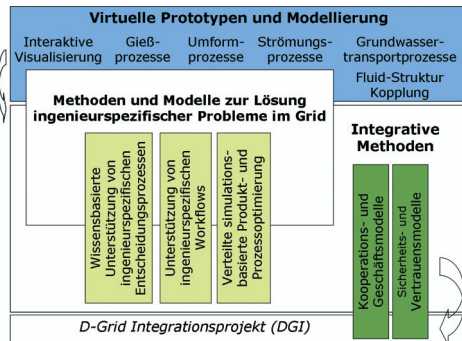 Virtuelle Prototypen und Modellierung
Interaktive
Visualisierung
Gieß-
prozesse
Umform-
prozesse
Strömungs-
prozesse
Grundwasser-
transportprozesse
Fluid-Struktur
Kopplung
Methoden und Modelle zur Lösung
ingenieurspezifischer Probleme im Grid
Wissensbasierte
Unterstützung von
ingenieurspezifischen
Entscheidungsprozessen
Unterstützung von
ingenieurspezifischen
Workflows
Verteilte simulations-
basierte Produkt- und
Prozessoptimierung
Integrative
Methoden
Kooperations- und
Geschäftsmodelle
Sicherheits- und
Vertrauensmodelle
D-Grid Integrationsprojekt (DGI)